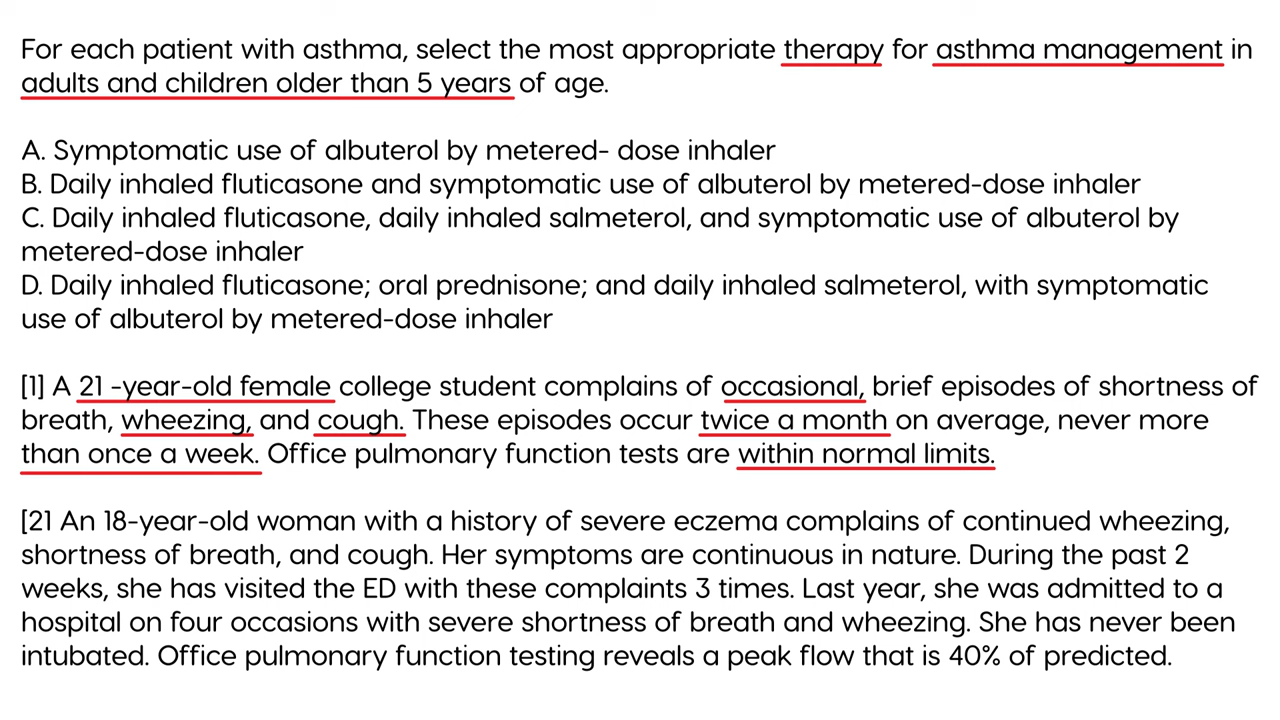 For each patient with asthma, select the most appropriate therapy for asthma management in
adults and children older than 5 years of age.
A. Symptomatic use of albuterol by metered- dose inhaler
B. Daily inhaled fluticasone and symptomatic use of albuterol by metered-dose inhaler
C. Daily inhaled fluticasone, daily inhaled salmeterol, and symptomatic use of albuterol by
metered-dose inhaler
D. Daily inhaled fluticasone; oral prednisone; and daily inhaled salmeterol, with symptomatic
use of albuterol by metered-dose inhaler
[1] A 21 -year-old female college student complains of occasional, brief episodes of shortness of
breath, wheezing, and cough. These episodes occur twice a month on average, never more
than once a week. Office pulmonary function tests are within normal limits.
[21 An 18-year-old woman with a history of severe eczema complains of continued wheezing,
shortness of breath, and cough. Her symptoms are continuous in nature. During the past 2
weeks, she has visited the ED with these complaints 3 times. Last year, she was admitted to a
hospital on four occasions with severe shortness of breath and wheezing. She has never been
intubated. Office pulmonary function testing reveals a peak flow that is 40% of predicted.